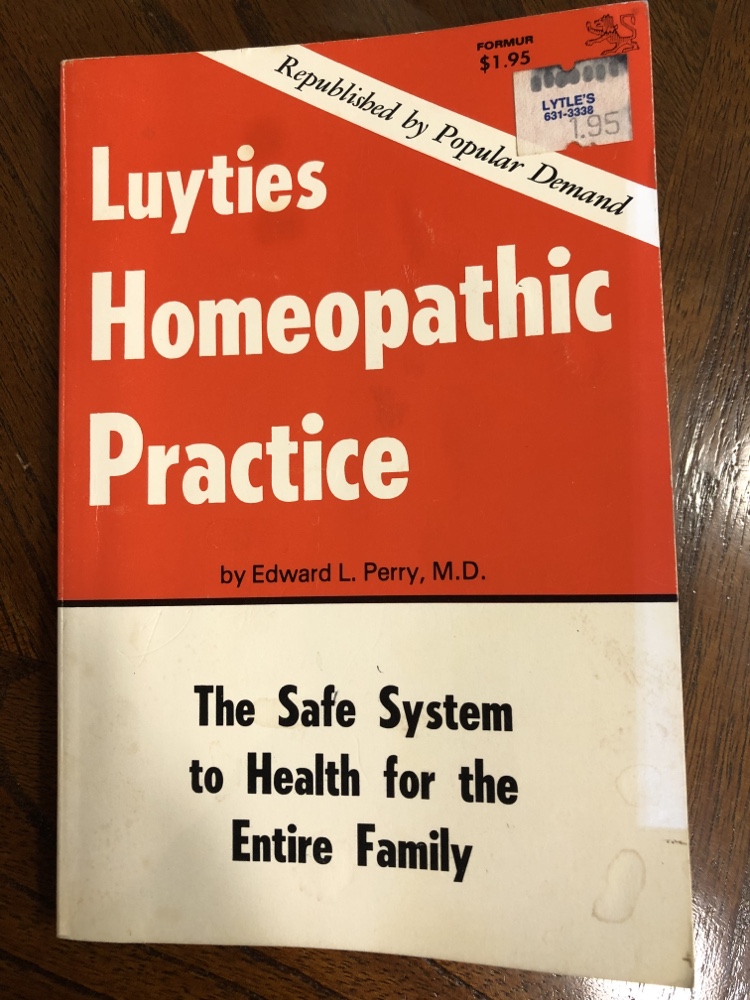 FORMUR
$1.95
LYTLE'S
631-3338
1.95
Republished by Popular Demand
Luyties
Homeopathic
Practice
by Edward L. Perry, M.D.
The Safe System
to Health for the
Entire Family